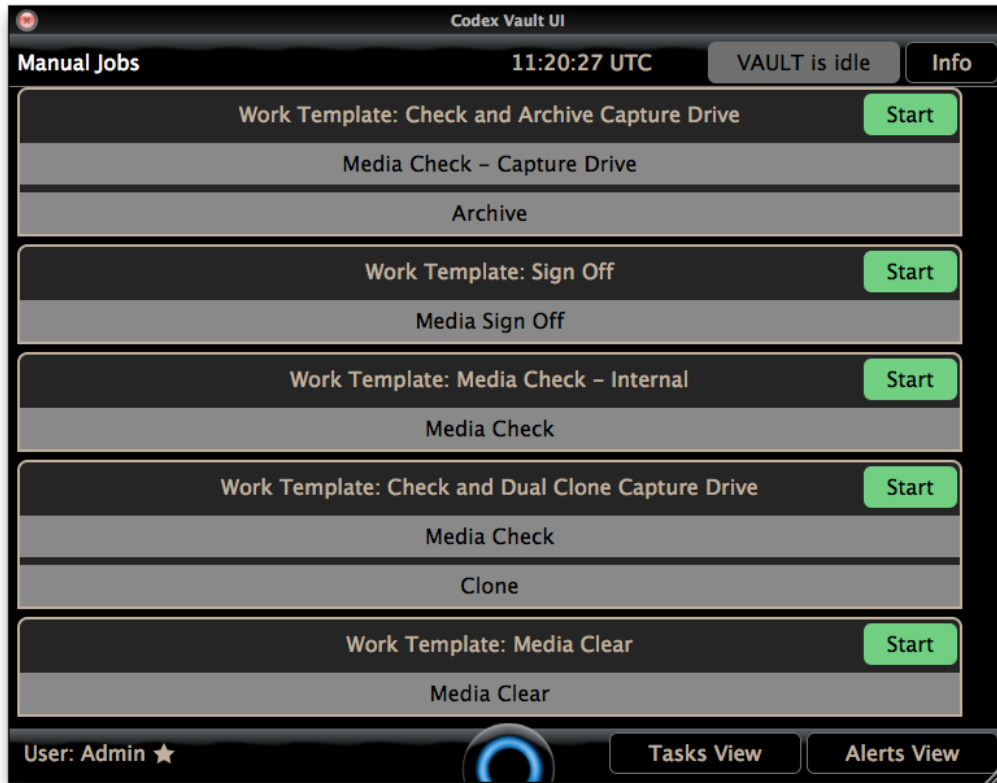 Codex Vault UI
Manual Jobs 11:20:27 UTC VAULT is idle Info
Work Template: Check and Archive Capture Drive Start
Media Check – Capture Drive
Archive
Work Template: Sign Off Start
Media Sign Off
Work Template: Media Check – Internal Start
Media Check
Work Template: Check and Dual Clone Capture Drive Start
Media Check
Clone
Work Template: Media Clear Start
Media Clear
User: Admin ★ Tasks View Alerts View